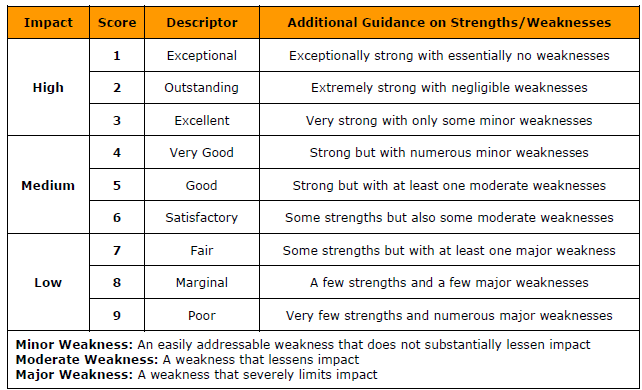 Impact Score Descriptor Additional Guidance on Strengths/Weaknesses
High
1 Exceptional Exceptionally strong with essentially no weaknesses
2 Outstanding Extremely strong with negligible weaknesses
3 Excellent Very strong with only some minor weaknesses
Medium
4 Very Good Strong but with numerous minor weaknesses
5 Good Strong but with at least one moderate weaknesses
6 Satisfactory Some strengths but also some moderate weaknesses
Low
7 Fair Some strengths but with at least one major weakness
8 Marginal A few strengths and a few major weaknesses
9 Poor Very few strengths and numerous major weaknesses
Minor Weakness: An easily addressable weakness that does not substantially lessen impact
Moderate Weakness: A weakness that lessens impact
Major Weakness: A weakness that severely limits impact